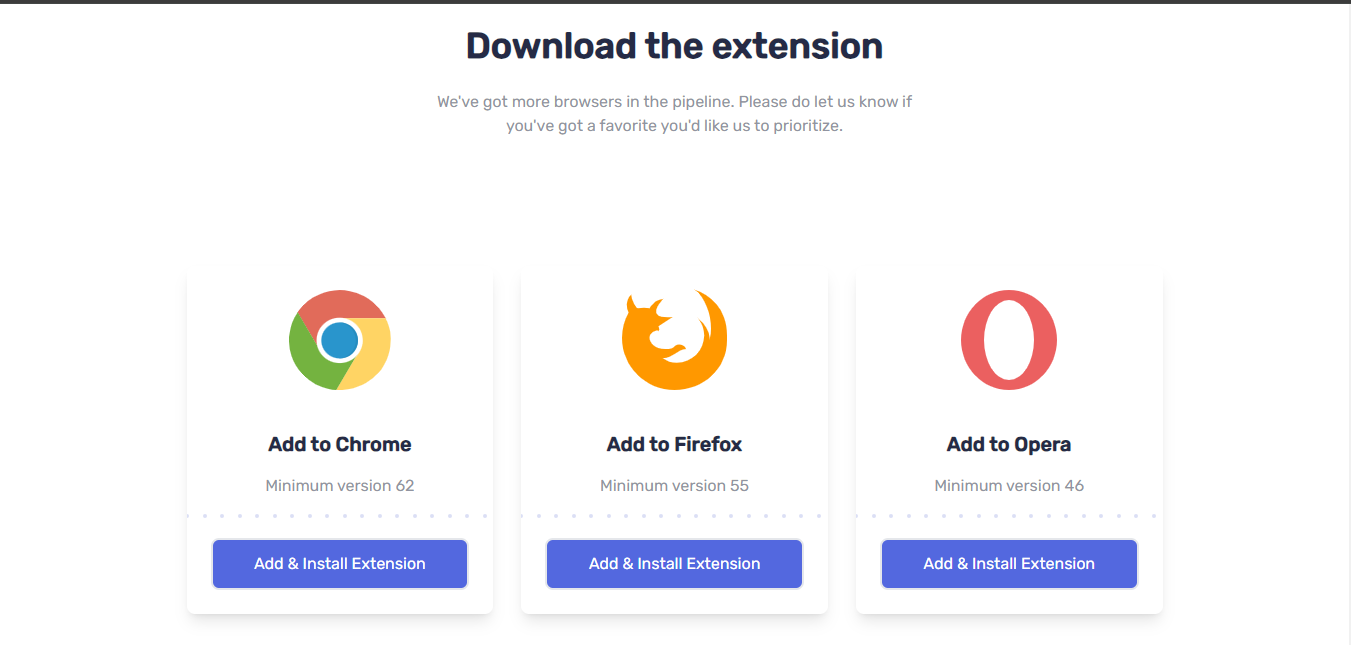 Download the extension
We've got more browsers in the pipeline. Please do let us know if
you've got a favorite you'd like us to prioritize.
Add to Chrome
Minimum version 62
Add & Install Extension
Add to Firefox
Minimum version 55
Add & Install Extension
Add to Opera
Minimum version 46
Add & Install Extension